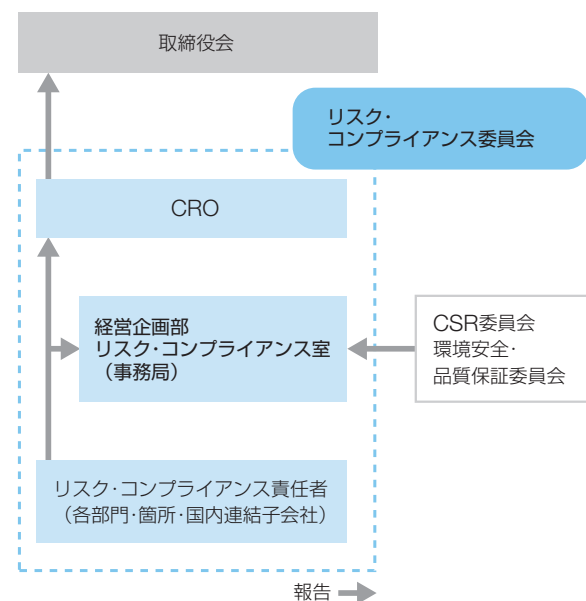 取締役会
リスク・
コンプライアンス委員会
CRO
経営企画部
リスク・コンプライアンス室
（事務局）
CSR委員会
環境安全・
品質保証委員会
リスク・コンプライアンス責任者
（各部門・箇所・国内連結子会社）
報告